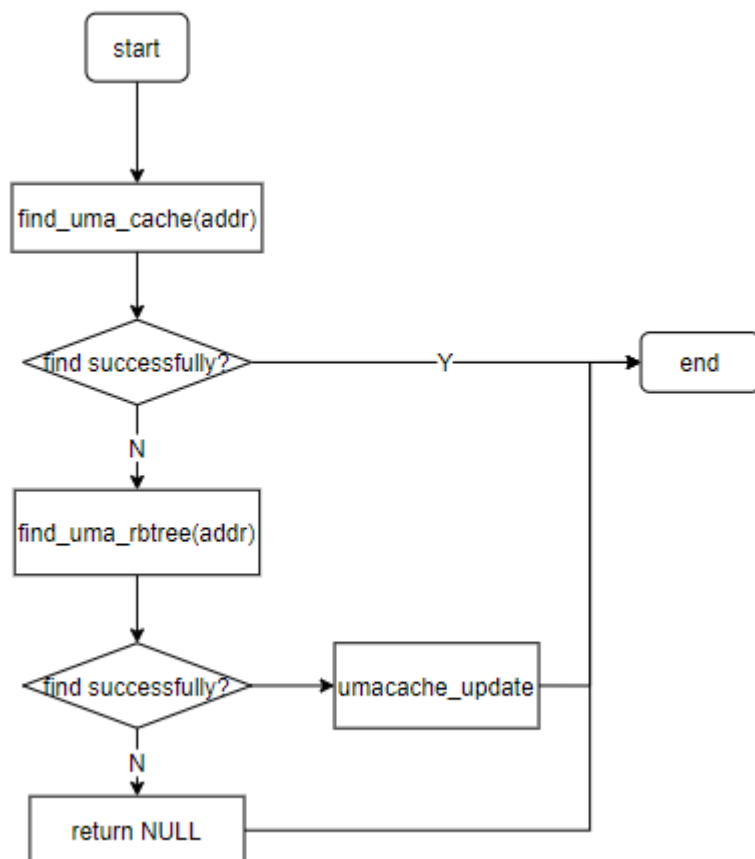 start
find_uma_cache(addr)
find successfully?
Y
end
N
find_uma_rbtree(addr)
find successfully?
umacache_update
N
return NULL